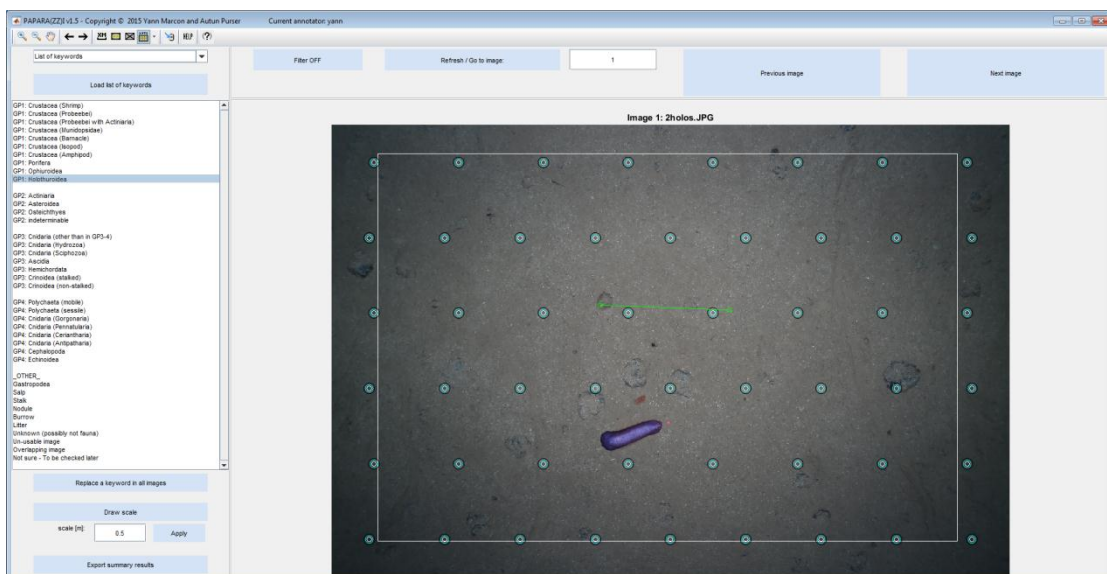 PAPARA(ZZ)I v1.5 - Copyright © 2015 Yann Marcon and Autun Purser Current annotaton yann
HELP
List of keywords
Load list of keywords
Filter OFF
Refresh / Go to image:
1
Previous image
Next image
GP1: Crustacea (Shrimp)
GP1: Crustacea (Probeebei)
GP1: Crustacea (Probeebei with Actiniaria)
GP1: Crustacea (Munidopsidae)
GP1: Crustacea (Barnacle)
GP1: Crustacea (Isopod)
GP1: Crustacea (Amphipod)
GP1: Porifera
GP1: Ophiuroidea
GP1: Holothuroidea
GP2: Actiniaria
GP2: Asteroidea
GP2: Osteichthyes
GP2: indeterminable
GP3: Cnidaria (other than in GP3-4)
GP3: Cnidaria (Hydrozoa)
GP3: Cnidaria (Sciphozoa)
GP3: Ascidia
GP3: Hemichordata
GP3: Crinoidea (stalked)
GP3: Crinoidea (non-stalked)
GP4: Polychaeta (mobile)
GP4: Polychaeta (sessile)
GP4: Cnidaria (Gorgonaria)
GP4: Cnidaria (Pennatularia)
GP4: Cnidaria (Ceriantharia)
GP4: Cnidaria (Antipatharia)
GP4: Cephalopoda
GP4: Echinoidea
_OTHER_
Gastropodea
Salp
Stalk
Nodule
Burrow
Litter
Unknown (possibly not fauna)
Un-usable image
Overlapping image
Not sure - To be checked later
Replace a keyword in all images
Draw scale
scale [m]:
0.5
Apply
Export summary results
Image 1: 2holos.JPG